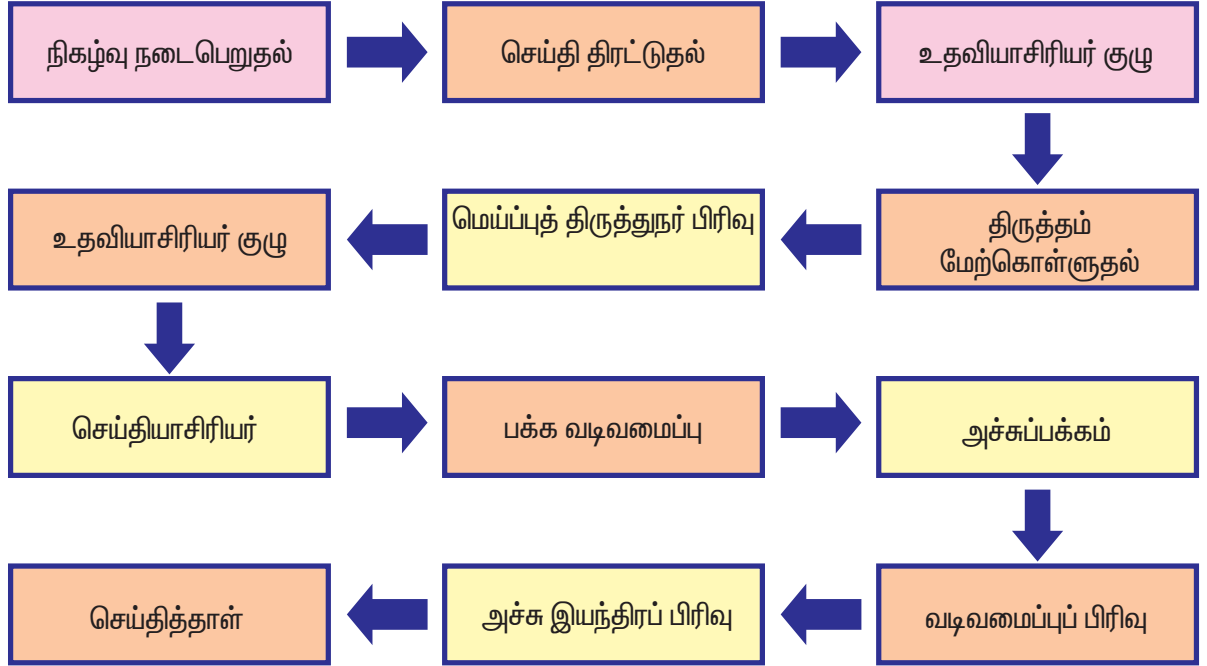 நிகழ்வு நடைபெறுதல்
செய்தி திரட்டுதல்
உதவியாசிரியர் குழு
திருத்தம்
மேற்கொள்ளுதல்
மெய்ப்புத் திருத்துநர் பிரிவு
உதவியாசிரியர் குழு
செய்தியாசிரியர்
பக்க வடிவமைப்பு
அச்சுப்பக்கம்
வடிவமைப்புப் பிரிவு
அச்சு இயந்திரப் பிரிவு
செய்தித்தாள்